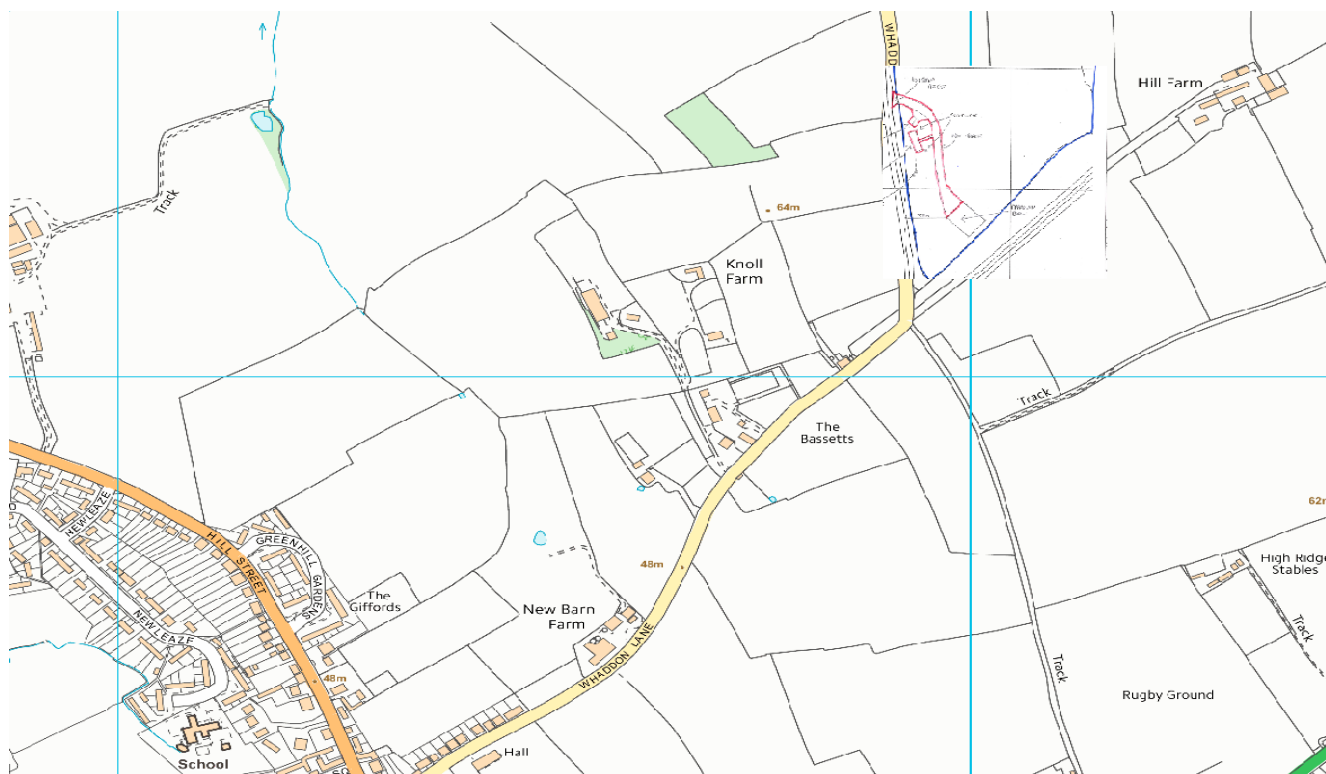 WHADD
Hill Farm
Track
64m
Knoll
Farm
Track
The
Bassetts
62m
HILL STREET
NEWLEAZE
GREENHILL GARDENS
48m
High Ridge
Stables
The
Giffords
New Barn
Farm
NEWLEAZE
WHADDON LANE
Track
Track
48m
Rugby Ground
Hall
School